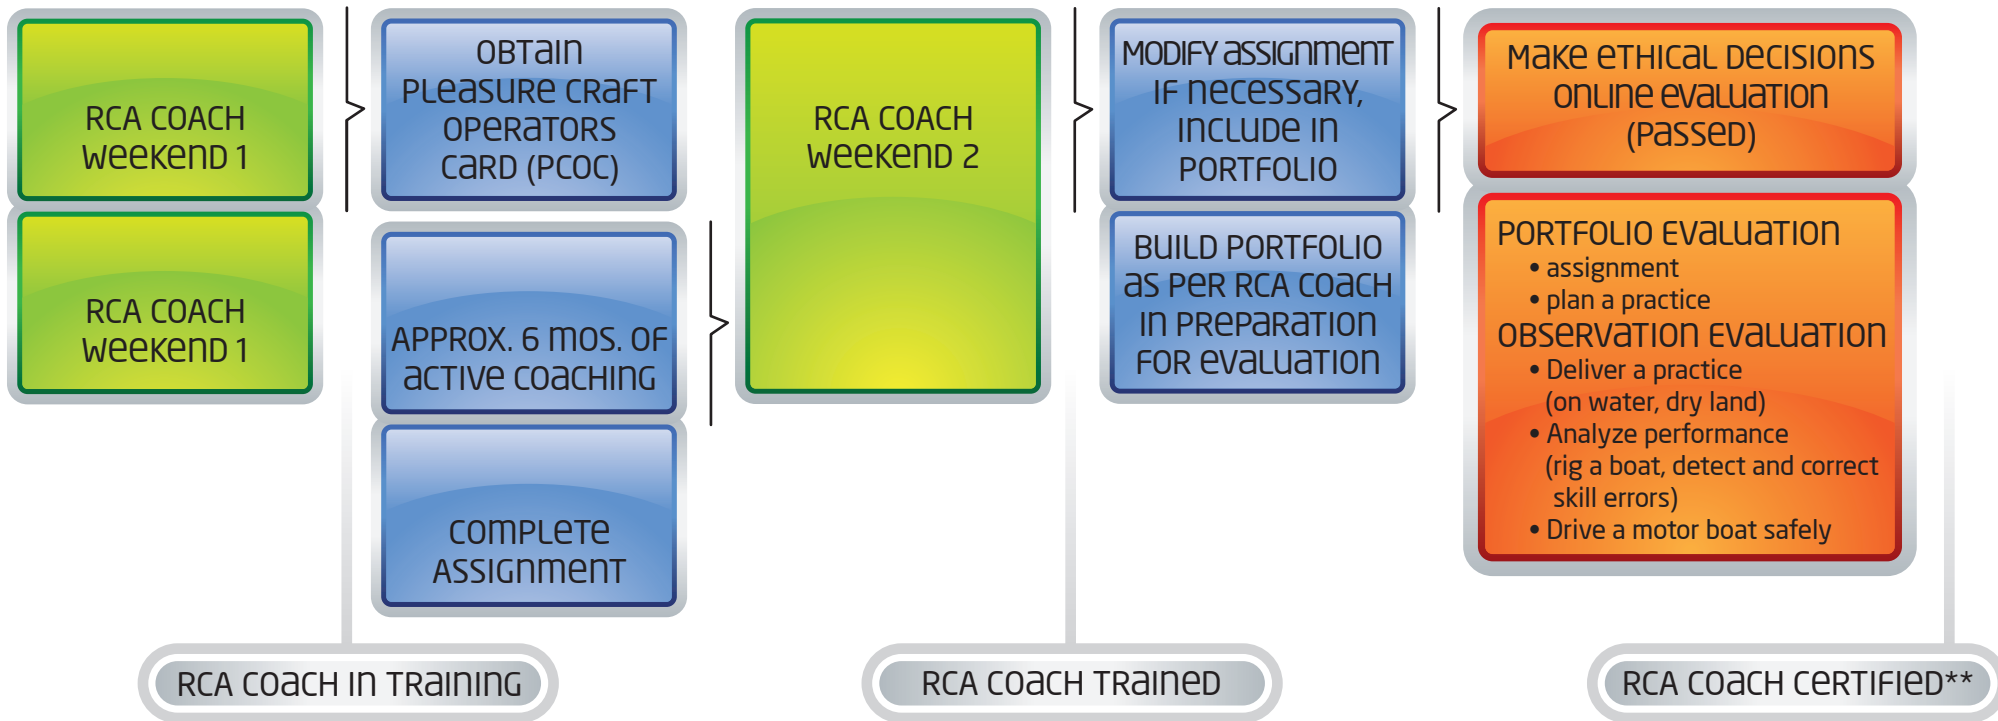 RCA COACH
WEEKEND 1
RCA COACH
WEEKEND 1
OBTAIN
PLEASURE CRAFT
OPERATORS
CARD (PCOC)
APPROX. 6 MOS. OF
ACTIVE COACHING
COMPLETE
ASSIGNMENT
RCA COACH
WEEKEND 2
MODIFY ASSIGNMENT
IF NECESSARY,
INCLUDE IN
PORTFOLIO
BUILD PORTFOLIO
AS PER RCA COACH
IN PREPARATION
FOR EVALUATION
MAKE ETHICAL DECISIONS
ONLINE EVALUATION
(PASSED)
PORTFOLIO EVALUATION
• assignment
• plan a practice
OBSERVATION EVALUATION
• Deliver a practice
(on water, dry land)
• Analyze performance
(rig a boat, detect and correct
skill errors)
• Drive a motor boat safely
RCA COACH IN TRAINING
RCA COACH TRAINED
RCA COACH CERTIFIED**